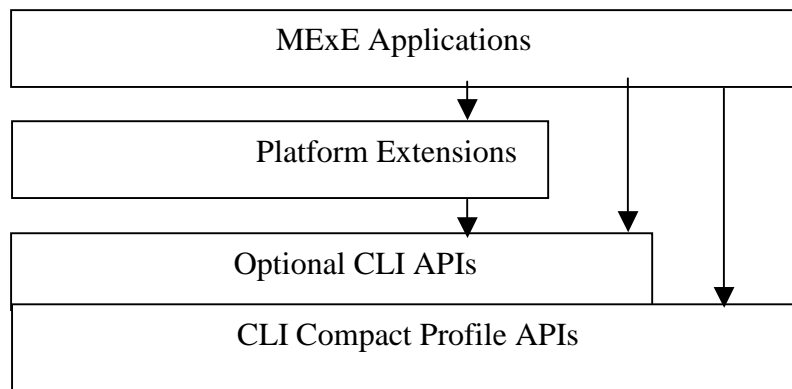 MExE Applications
Platform Extensions
Optional CLI APIs
CLI Compact Profile APIs